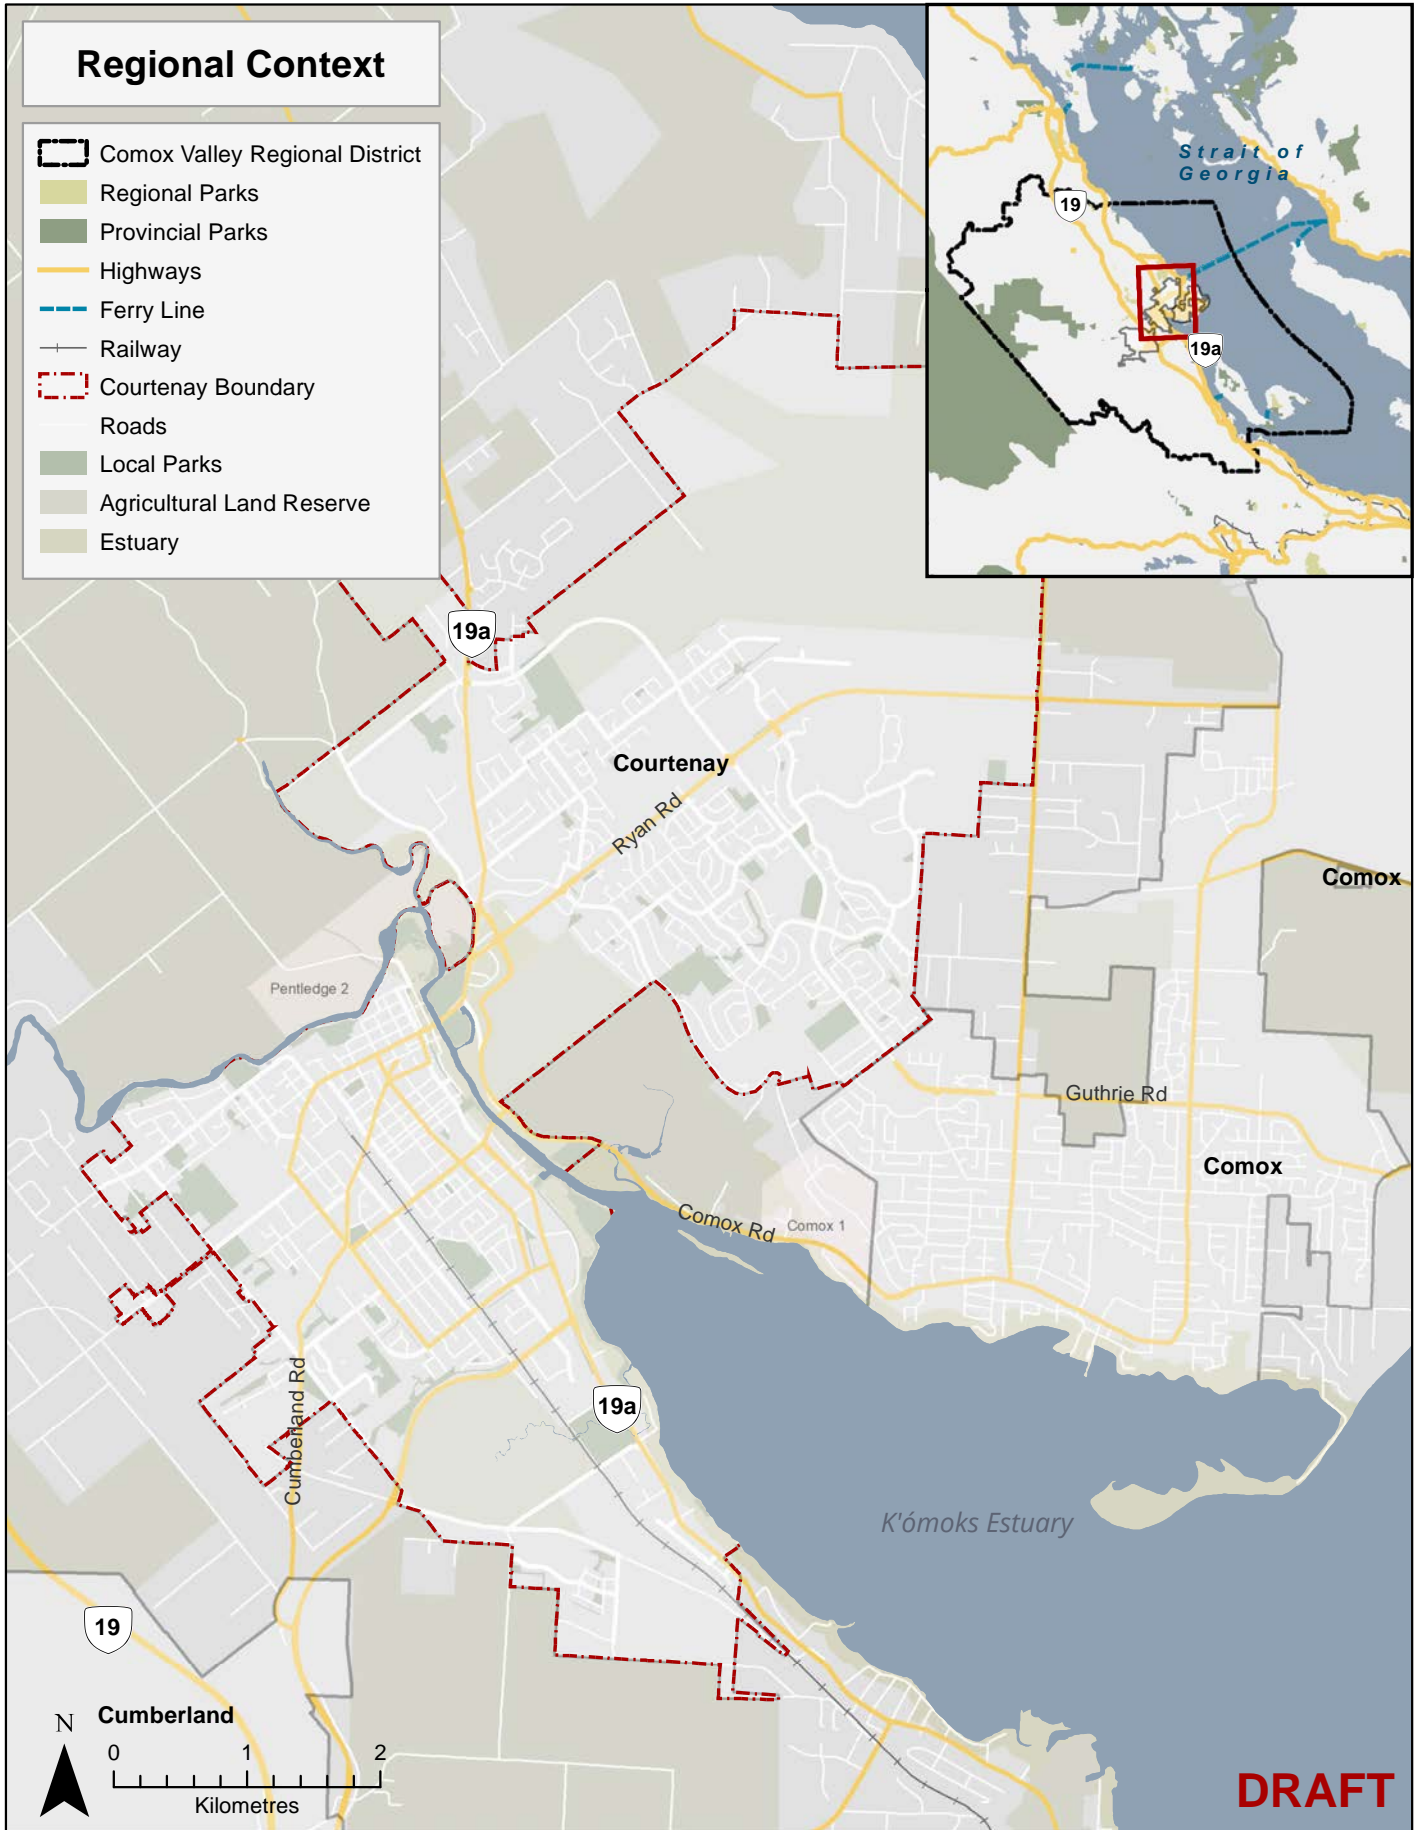 Regional Context
Comox Valley Regional District
Regional Parks
Provincial Parks
Highways
Ferry Line
Railway
Courtenay Boundary
Roads
Local Parks
Agricultural Land Reserve
Estuary
Strait of
Georgia
19
19a
19a
Courtenay
Ryan Rd
Comox
Pentledge 2
Guthrie Rd
Comox
Comox Rd
Comox 1
Cumberland Rd
19a
K'ómoks Estuary
19
Cumberland
N
0 1 2
Kilometres
DRAFT